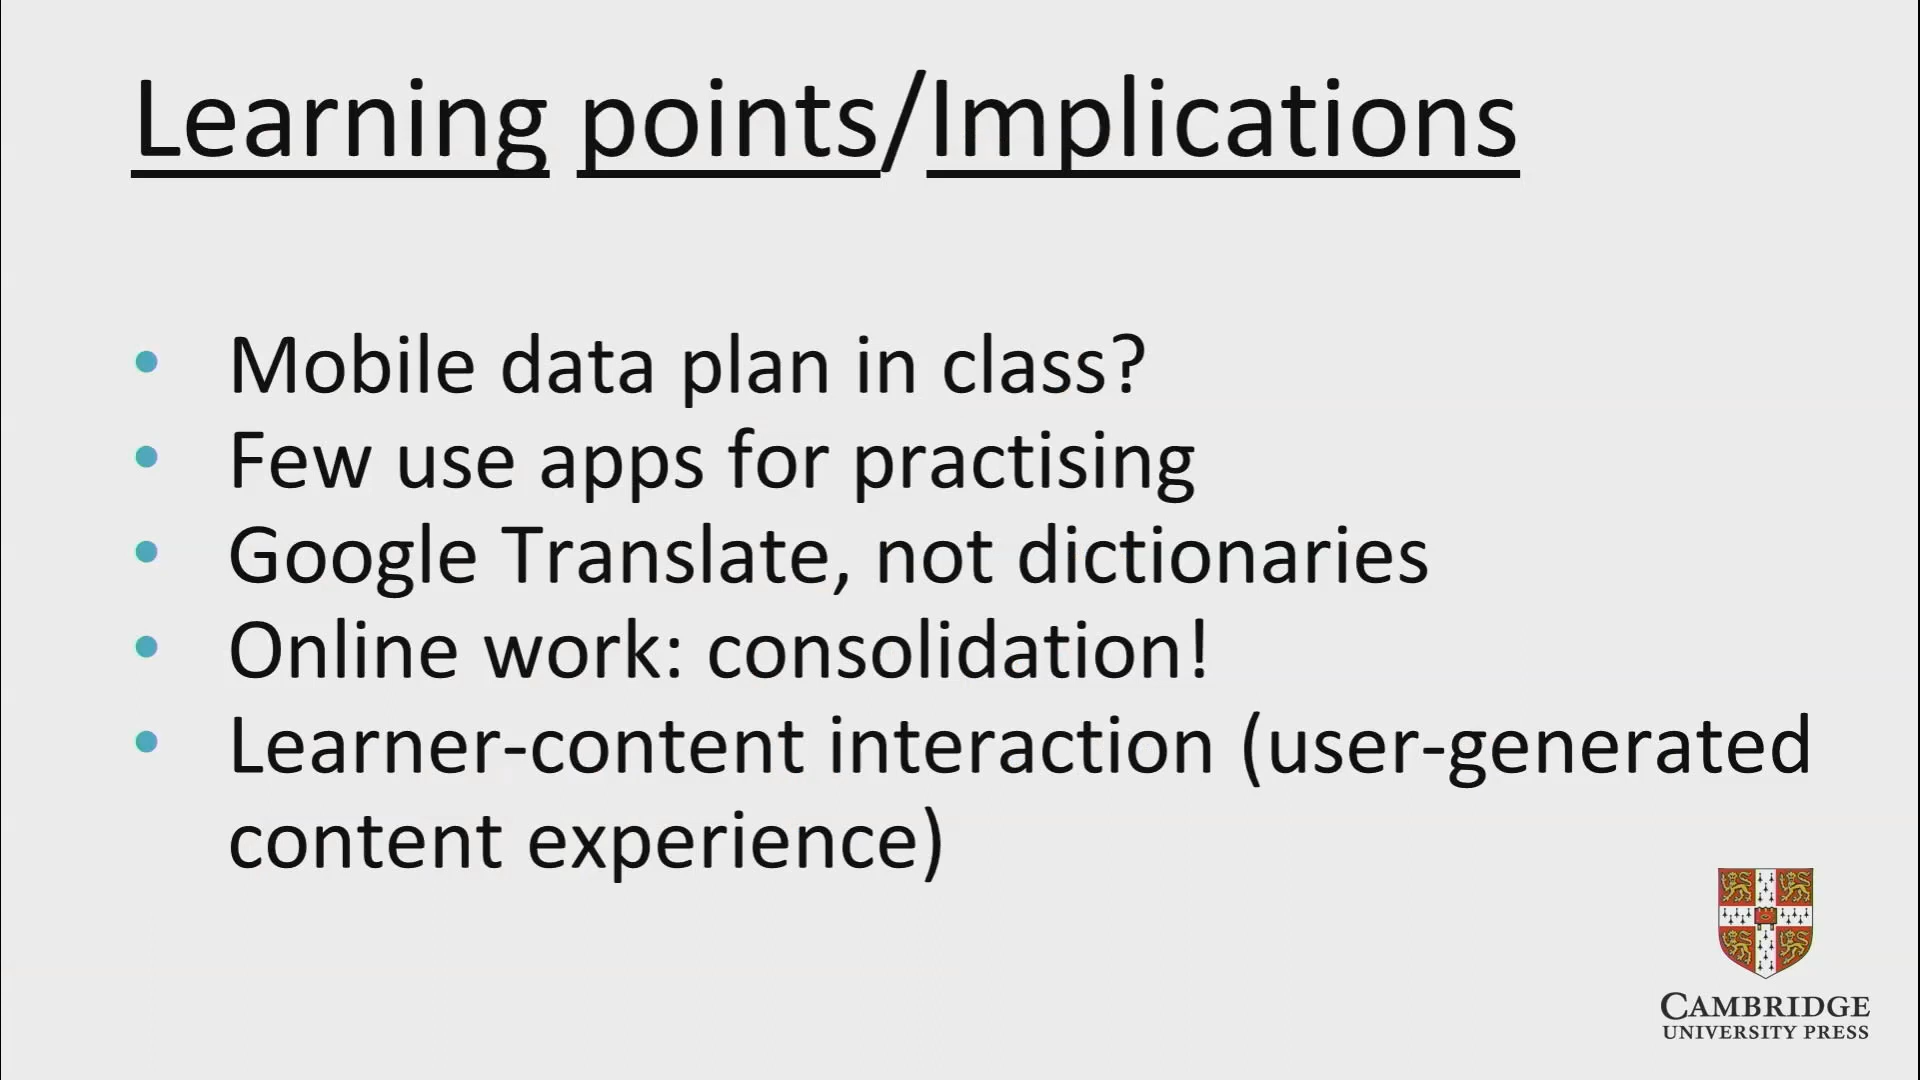 Learning points/Implications
• Mobile data plan in class?
• Few use apps for practising
• Google Translate, not dictionaries
• Online work: consolidation!
• Learner-content interaction (user-generated
content experience)
CAMBRIDGE
UNIVERSITY PRESS